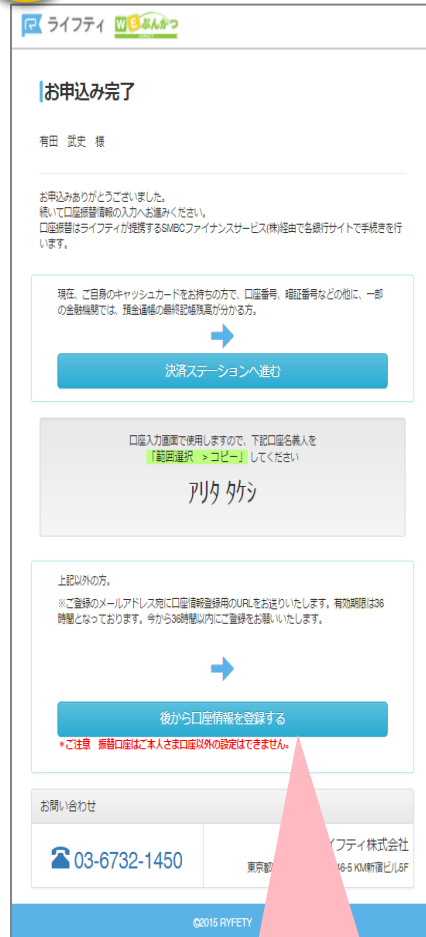 ライフティ WEぶんかつ
お申込み完了
有田 武史 様
お申込みありがとうございました。
続いて口座振替情報の入力へお進みください。
口座振替はライフティが提携するSMBCファイナンスサービス(株)経由で各銀行サイトで手続きを行
います。
現在、ご自身のキャッシュカードをお持ちの方で、口座番号、暗証番号などの他に、一部
の金融機関では、預金通帳の最終記帳残高が分かる方。
決済ステーションへ進む
口座入力画面で使用しますので、下記口座名義人を
「範囲選択 > コピー」してください
アリタ タケシ
上記以外の方。
※ご登録のメールアドレス宛に口座情報登録用のURLをお送りいたします。有効期限は36
時間となっております。今から36時間以内にご登録をお願いいたします。
後から口座情報を登録する
*ご注意 振替口座はご本人さま口座以外の設定はできません。
お問い合わせ
03-6732-1450
イフティ株式会社
東京都 46-5 KM新宿ビル5F
©2015 RYFETY